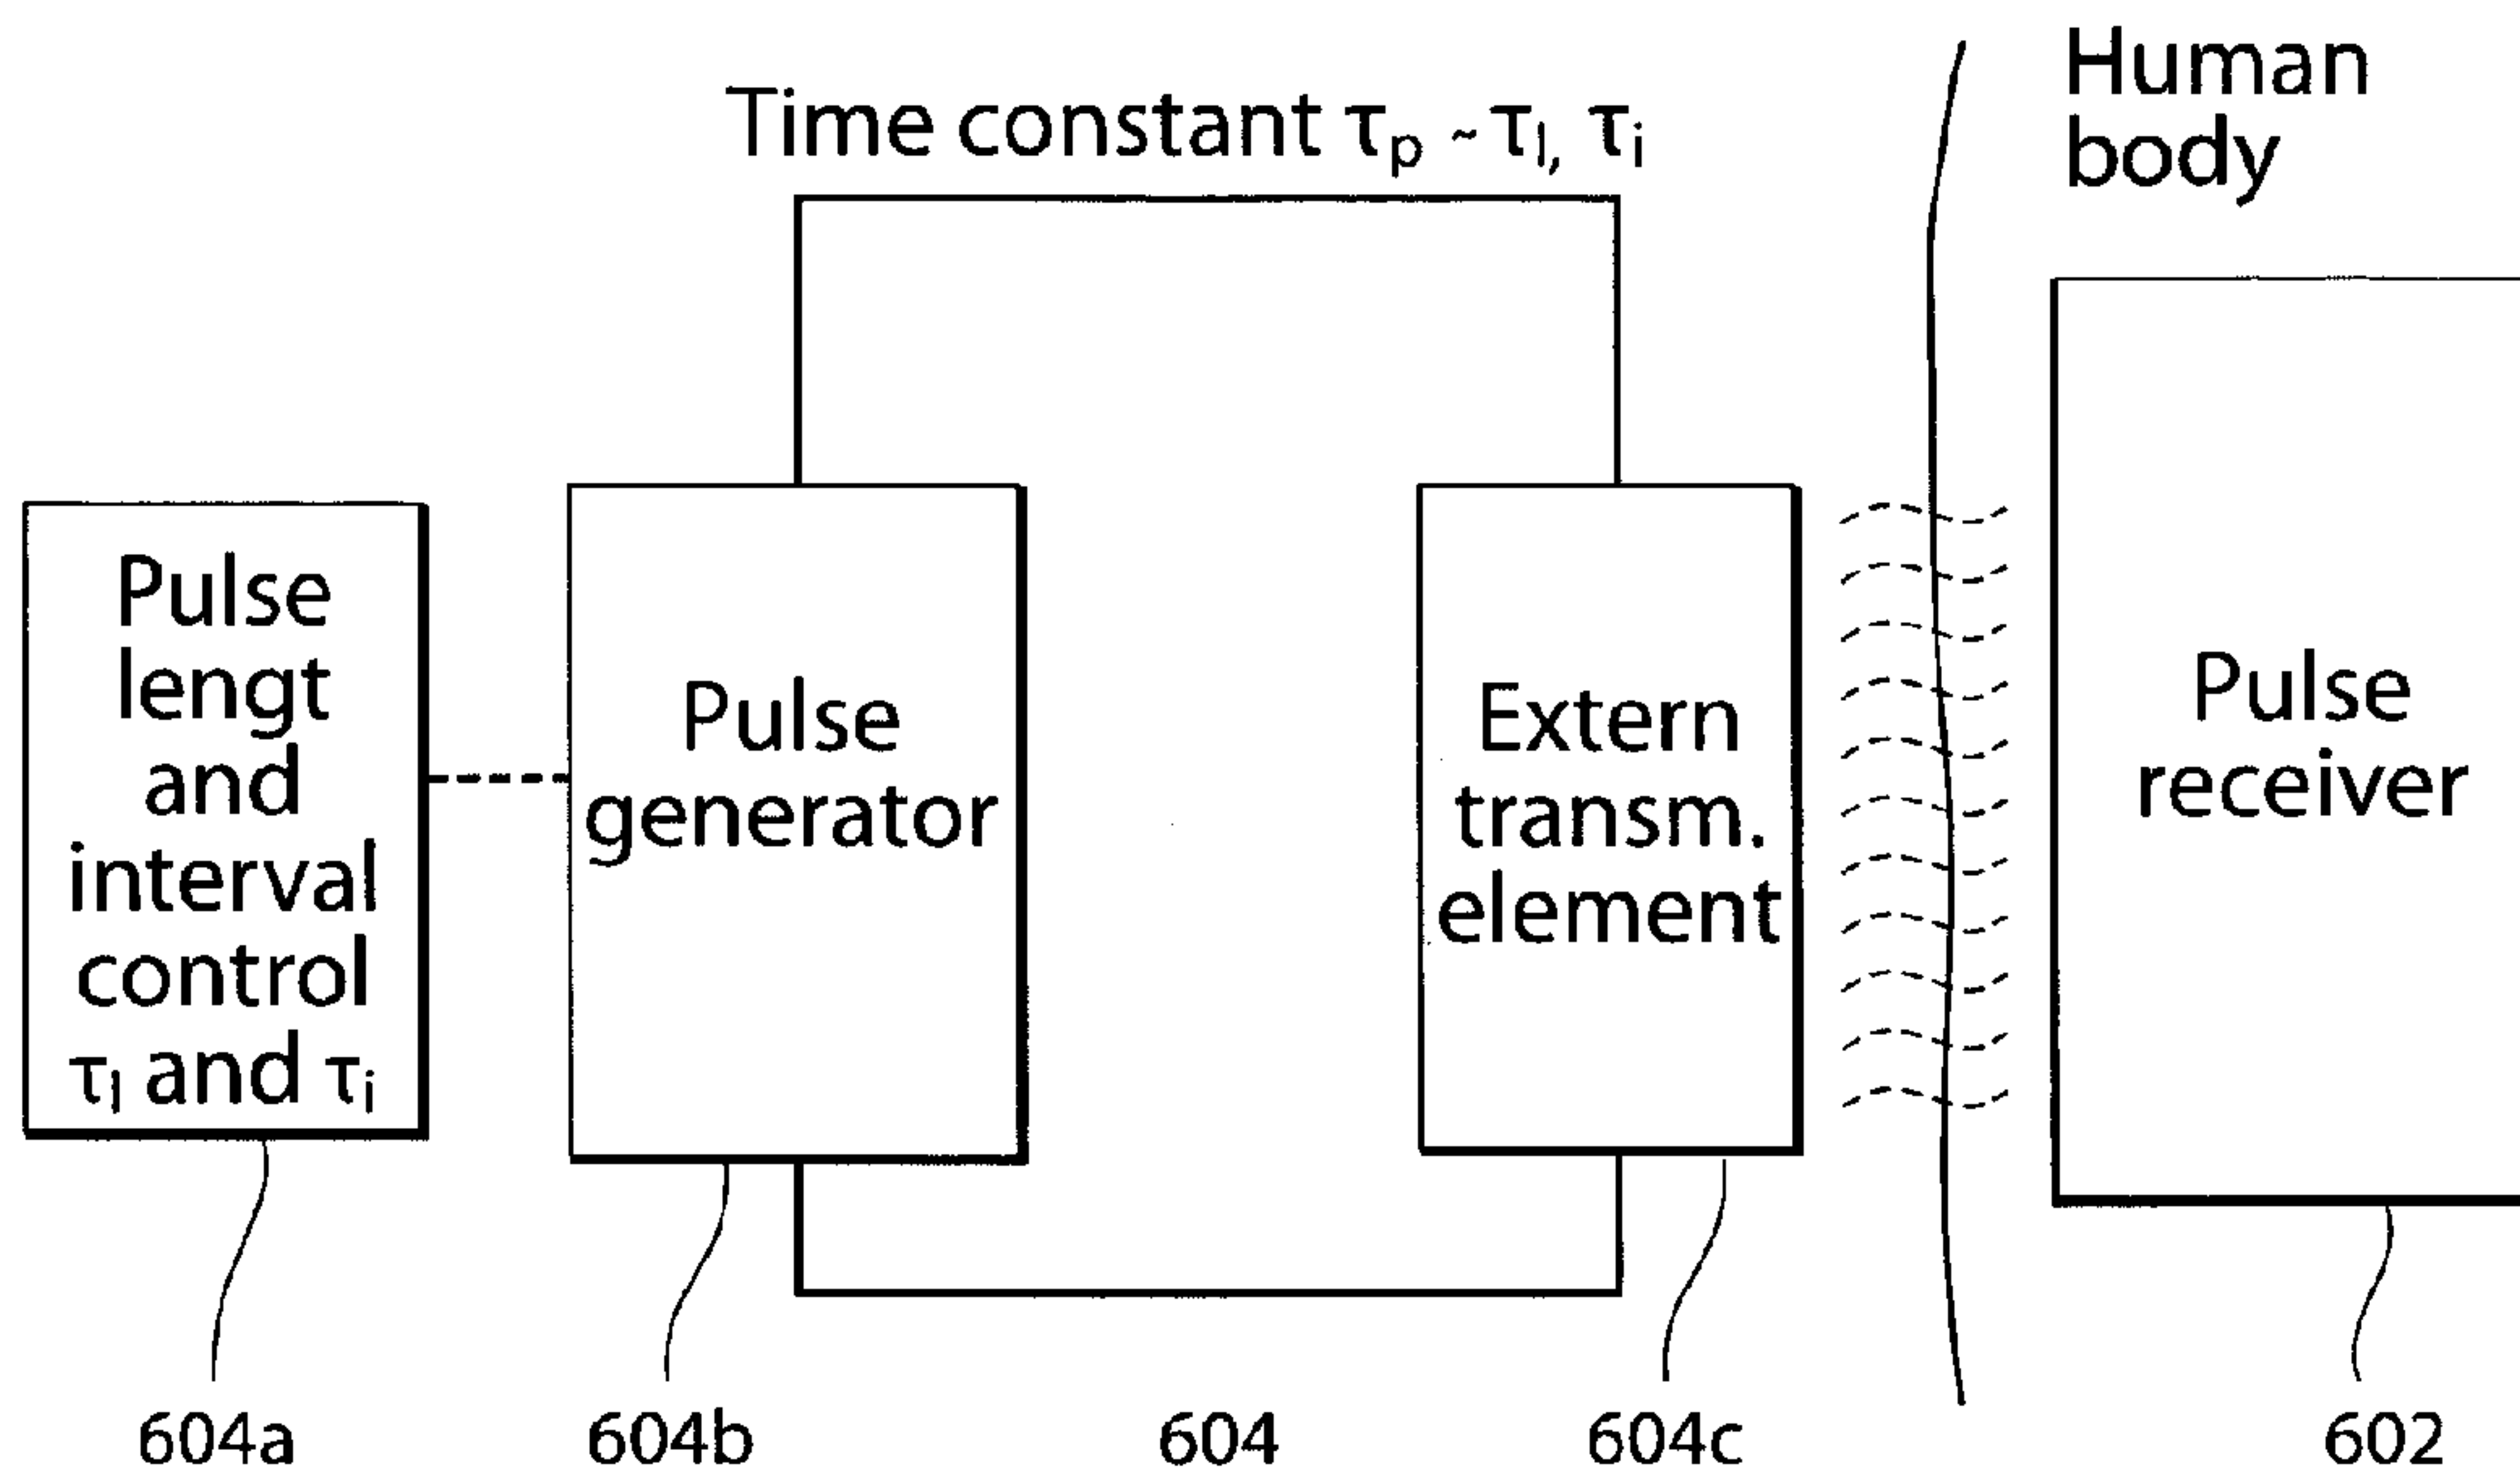 Time constant τp ~ τl, τi
Human
body
Pulse
lengt
and
interval
control
τl and τi
Pulse
generator
Extern
transm.
element
Pulse
receiver
604a
604b
604
604c
602